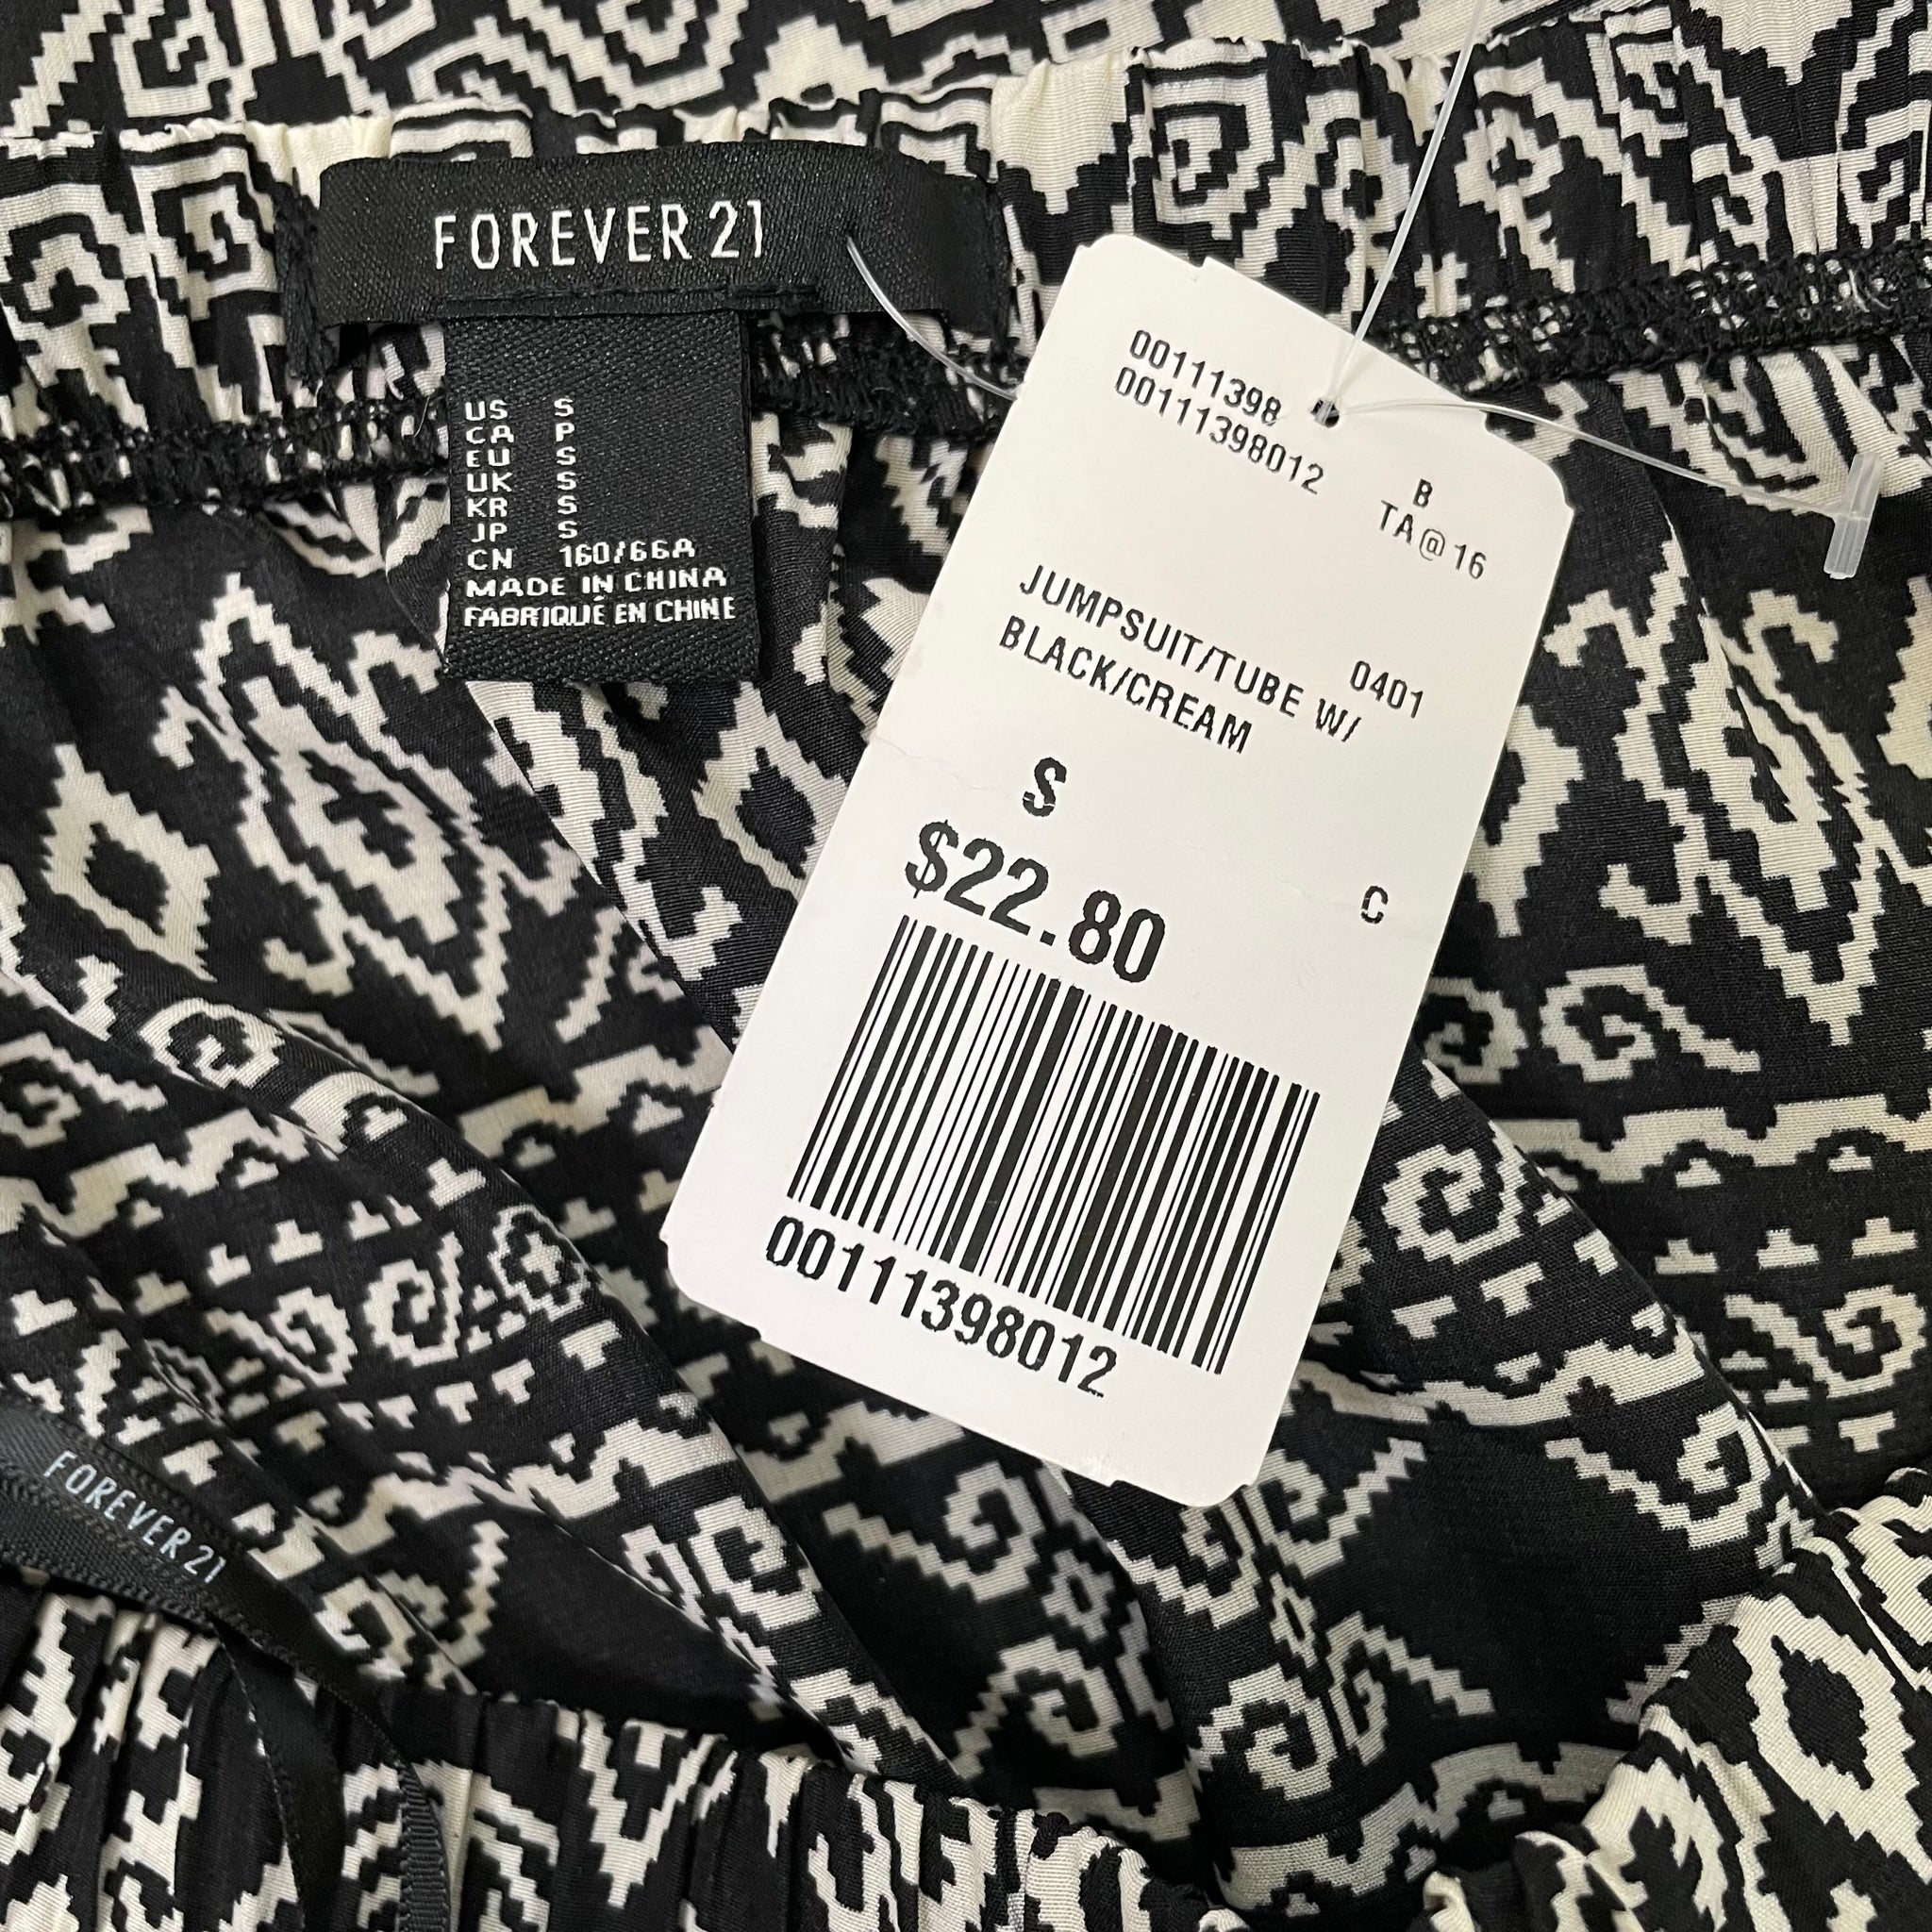 FOREVER 21
US S
CA P
EU S
UK S
KR S
JP S
CN 160/66A
MADE IN CHINA
FABRIQUÉ EN CHINE
00111398
00111398012
B
TA@16
0401
JUMPSUIT/TUBE W/
BLACK/CREAM
S
$22.80
C
00111398012
FOREVER 21